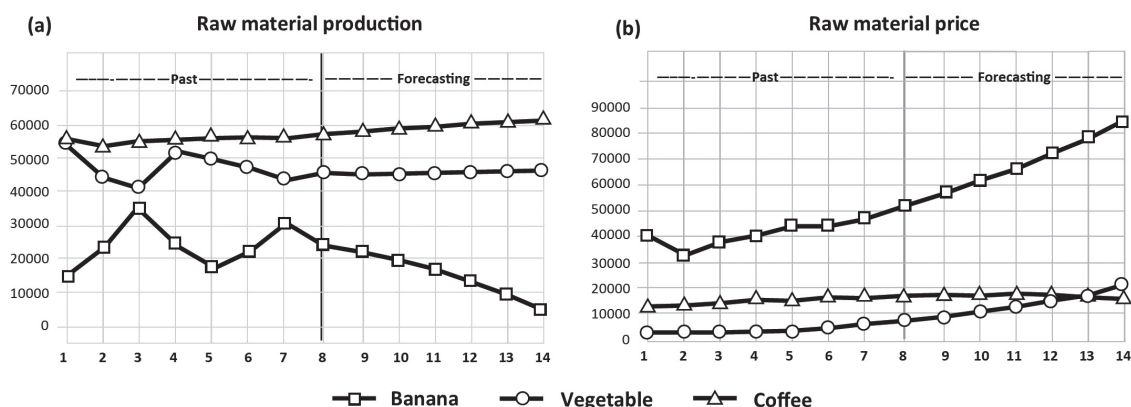 (a) Raw material production
Past Forecasting
70000
60000
50000
40000
30000
20000
10000
0
1 2 3 4 5 6 7 8 9 10 11 12 13 14
(b) Raw material price
Past Forecasting
90000
80000
70000
60000
50000
40000
30000
20000
10000
0
1 2 3 4 5 6 7 8 9 10 11 12 13 14
Banana Vegetable Coffee